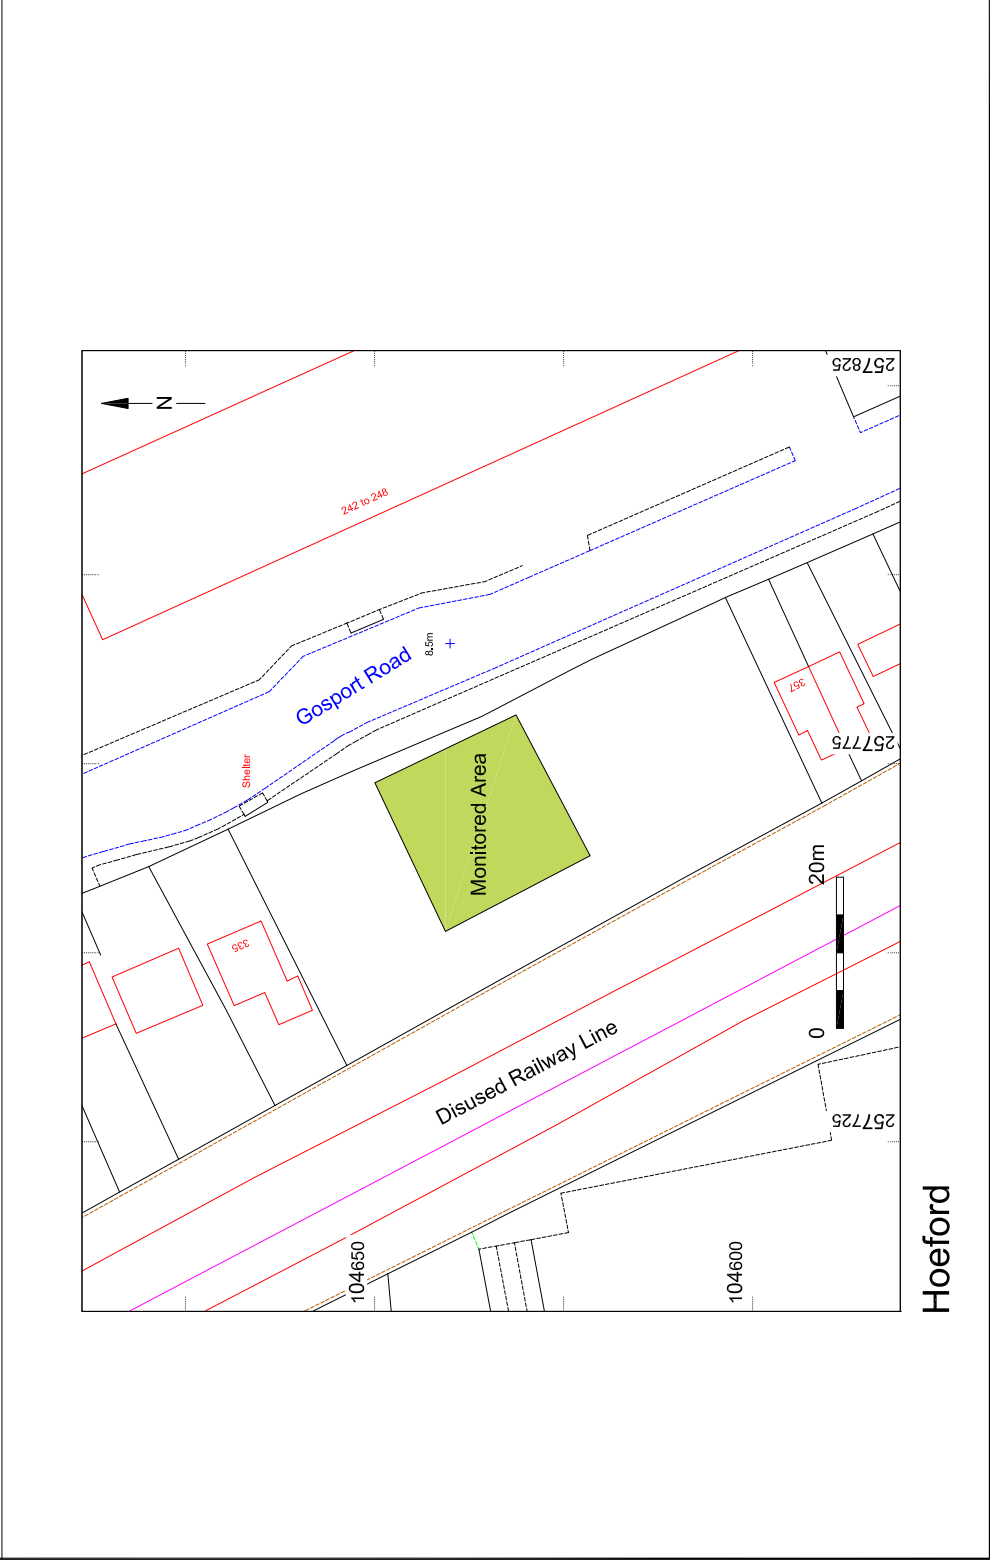 257825
N
242 to 248
Gosport Road
8.5m
Shelter
357
257775
Monitored Area
335
20m
0
Disused Railway Line
257725
104650
104600
Hoeford